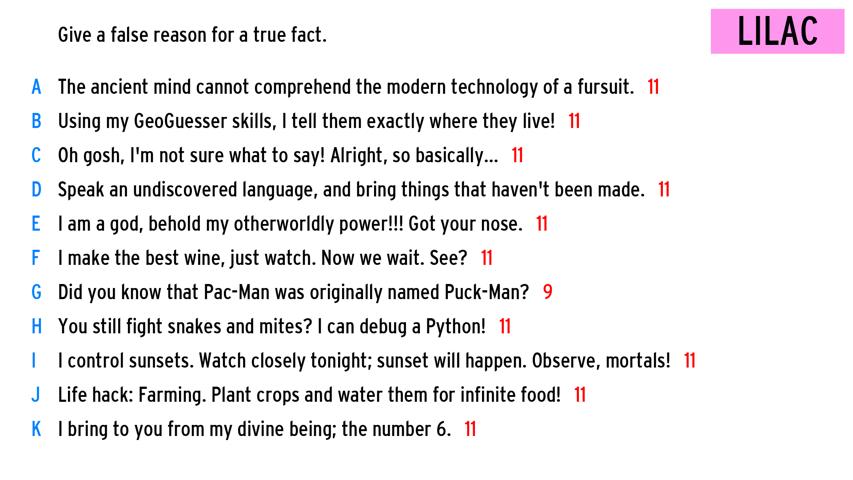 Give a false reason for a true fact.
LILAC
A The ancient mind cannot comprehend the modern technology of a fursuit. 11
B Using my GeoGuesser skills, I tell them exactly where they live! 11
C Oh gosh, I'm not sure what to say! Alright, so basically... 11
D Speak an undiscovered language, and bring things that haven't been made. 11
E I am a god, behold my otherworldly power!!! Got your nose. 11
F I make the best wine, just watch. Now we wait. See? 11
G Did you know that Pac-Man was originally named Puck-Man? 9
H You still fight snakes and mites? I can debug a Python! 11
I I control sunsets. Watch closely tonight; sunset will happen. Observe, mortals! 11
J Life hack: Farming. Plant crops and water them for infinite food! 11
K I bring to you from my divine being; the number 6. 11